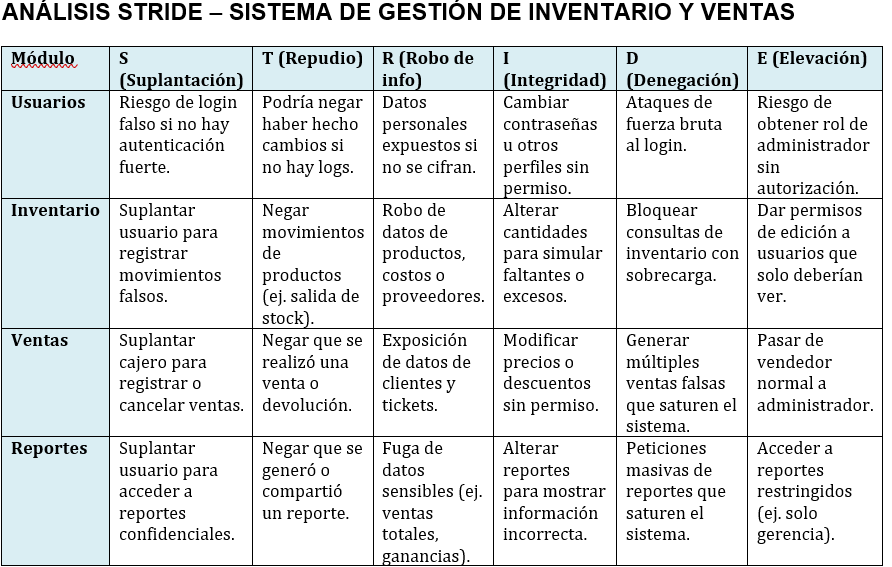 ANÁLISIS STRIDE – SISTEMA DE GESTIÓN DE INVENTARIO Y VENTAS
Módulo
S
(Suplantación)
T (Repudio)
R (Robo de
info)
I
(Integridad)
D
(Denegación)
E (Elevación)
Usuarios
Riesgo de login
falso si no hay
autenticación
fuerte.
Podría negar
haber hecho
cambios si
no hay logs.
Datos
personales
expuestos si
no se cifran.
Cambiar
contraseñas
u otros
perfiles sin
permiso.
Ataques de
fuerza bruta
al login.
Riesgo de
obtener rol de
administrador
sin
autorización.
Inventario
Suplantar
usuario para
registrar
movimientos
falsos.
Negar
movimientos
de
productos
(ej. salida de
stock).
Robo de
datos de
productos,
costos o
proveedores.
Alterar
cantidades
para simular
faltantes o
excesos.
Bloquear
consultas de
inventario con
sobrecarga.
Dar permisos
de edición a
usuarios que
solo deberían
ver.
Ventas
Suplantar
cajero para
registrar o
cancelar ventas.
Negar que se
realizó una
venta o
devolución.
Exposición
de datos de
clientes y
tickets.
Modificar
precios o
descuentos
sin permiso.
Generar
múltiples
ventas falsas
que saturen el
sistema.
Pasar de
vendedor
normal a
administrador.
Reportes
Suplantar
usuario para
acceder a
reportes
confidenciales.
Negar que se
generó o
compartió
un reporte.
Fuga de
datos
sensibles (ej.
ventas
totales,
ganancias).
Alterar
reportes
para mostrar
información
incorrecta.
Peticiones
masivas de
reportes que
saturen el
sistema.
Acceder a
reportes
restringidos
(ej. solo
gerencia).